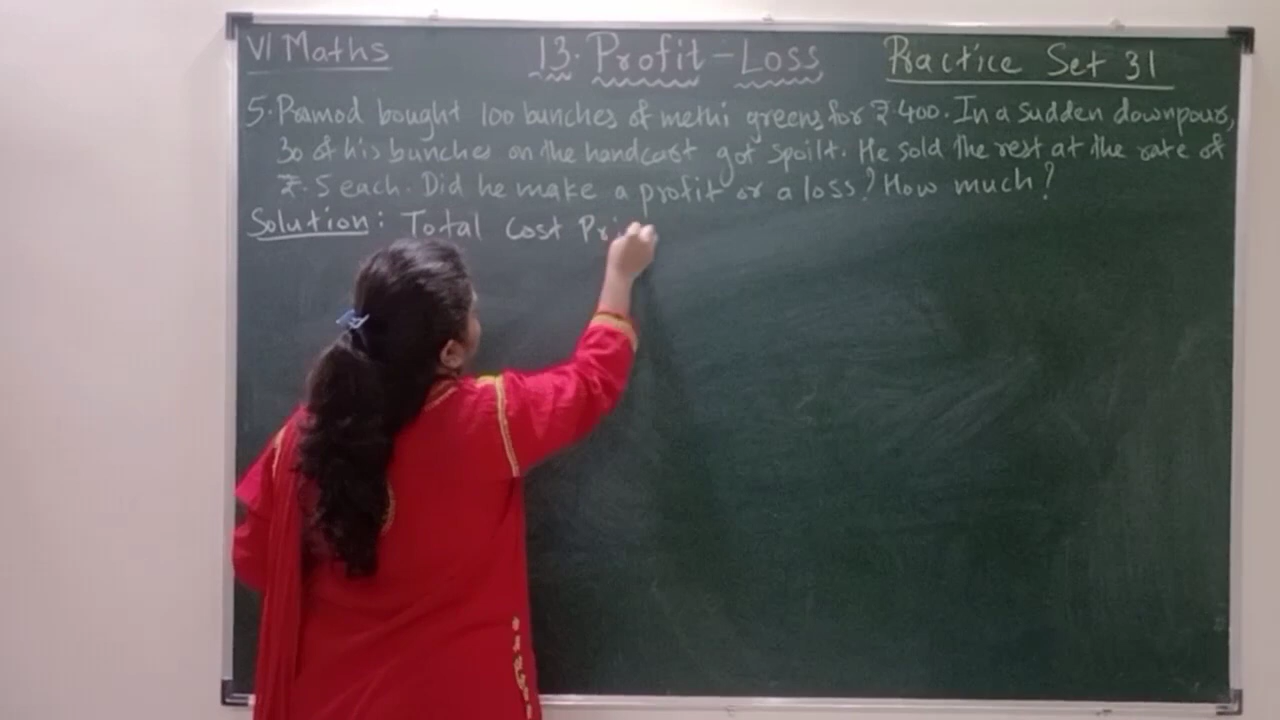 VI Maths
13. Profit - Loss
Practice Set 31
5. Pramod bought 100 bunches of methi greens for ₹.400. In a sudden downpour,
30 of his bunches on the handcart got spoilt. He sold the rest at the rate of
₹.5 each. Did he make a profit or a loss? How much?
Solution: Total Cost Pri